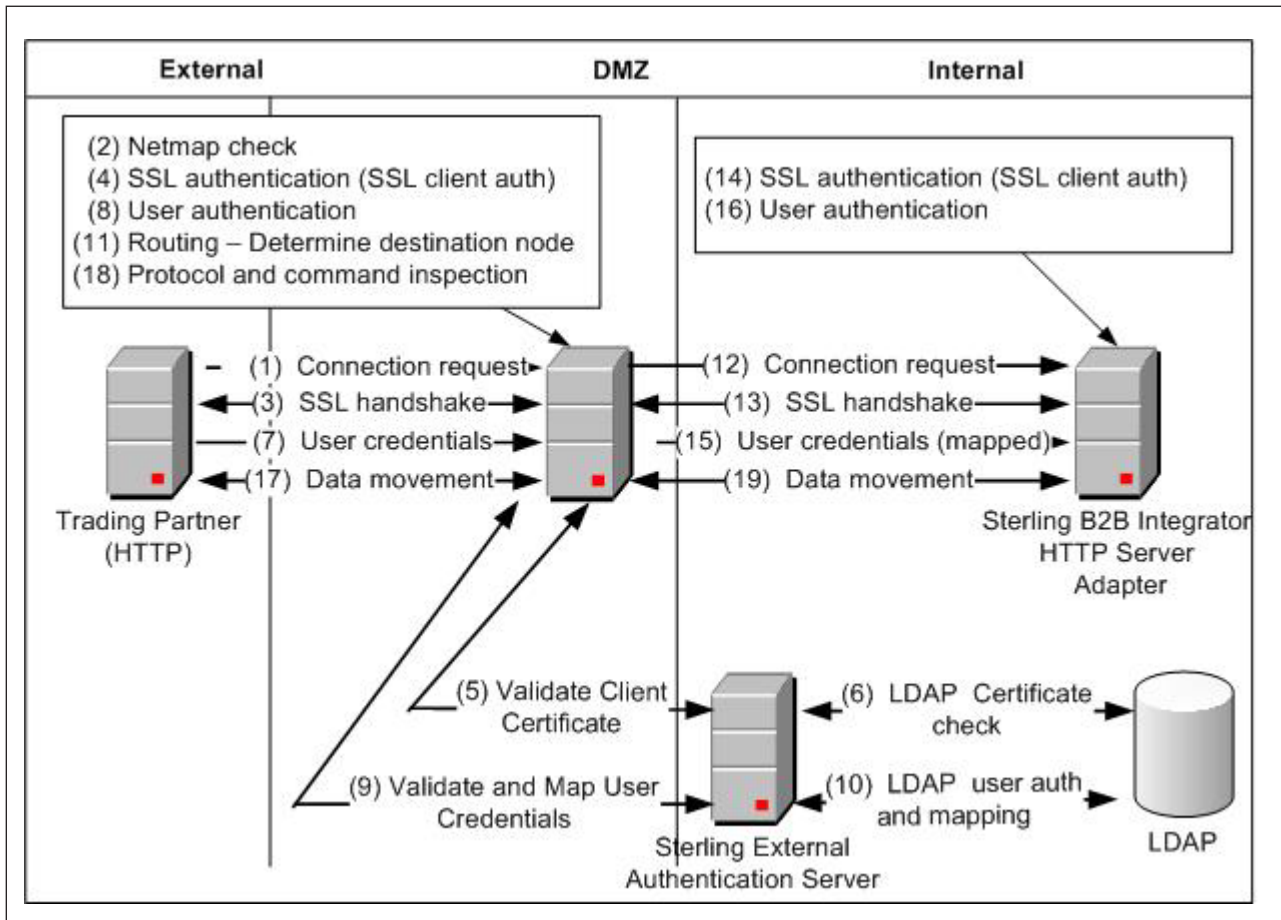 External
DMZ
Internal
(2) Netmap check
(4) SSL authentication (SSL client auth)
(8) User authentication
(11) Routing – Determine destination node
(18) Protocol and command inspection
(14) SSL authentication (SSL client auth)
(16) User authentication
(1) Connection request
(3) SSL handshake
(7) User credentials
(17) Data movement
(12) Connection request
(13) SSL handshake
(15) User credentials (mapped)
(19) Data movement
Trading Partner
(HTTP)
Sterling B2B Integrator
HTTP Server
Adapter
(5) Validate Client
Certificate
(6) LDAP Certificate
check
(9) Validate and Map User
Credentials
(10) LDAP user auth
and mapping
Sterling External
Authentication Server
LDAP